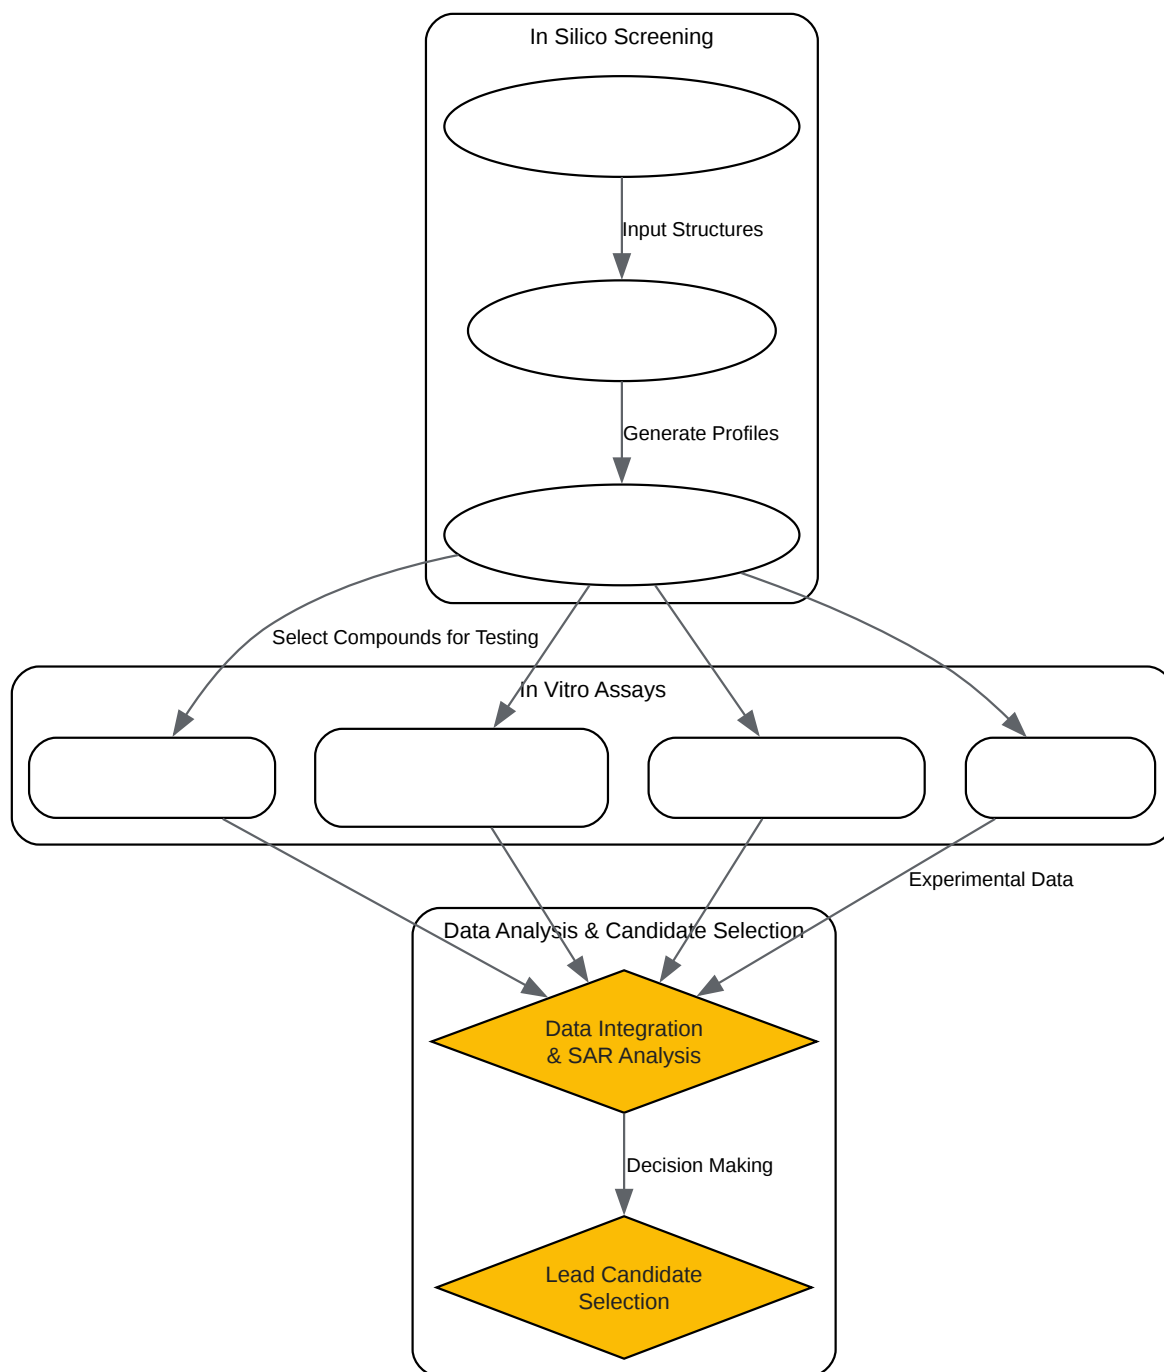 In Silico Screening
Input Structures
Generate Profiles
Select Compounds for Testing
In Vitro Assays
Experimental Data
Data Analysis & Candidate Selection
Data Integration
& SAR Analysis
Decision Making
Lead Candidate
Selection